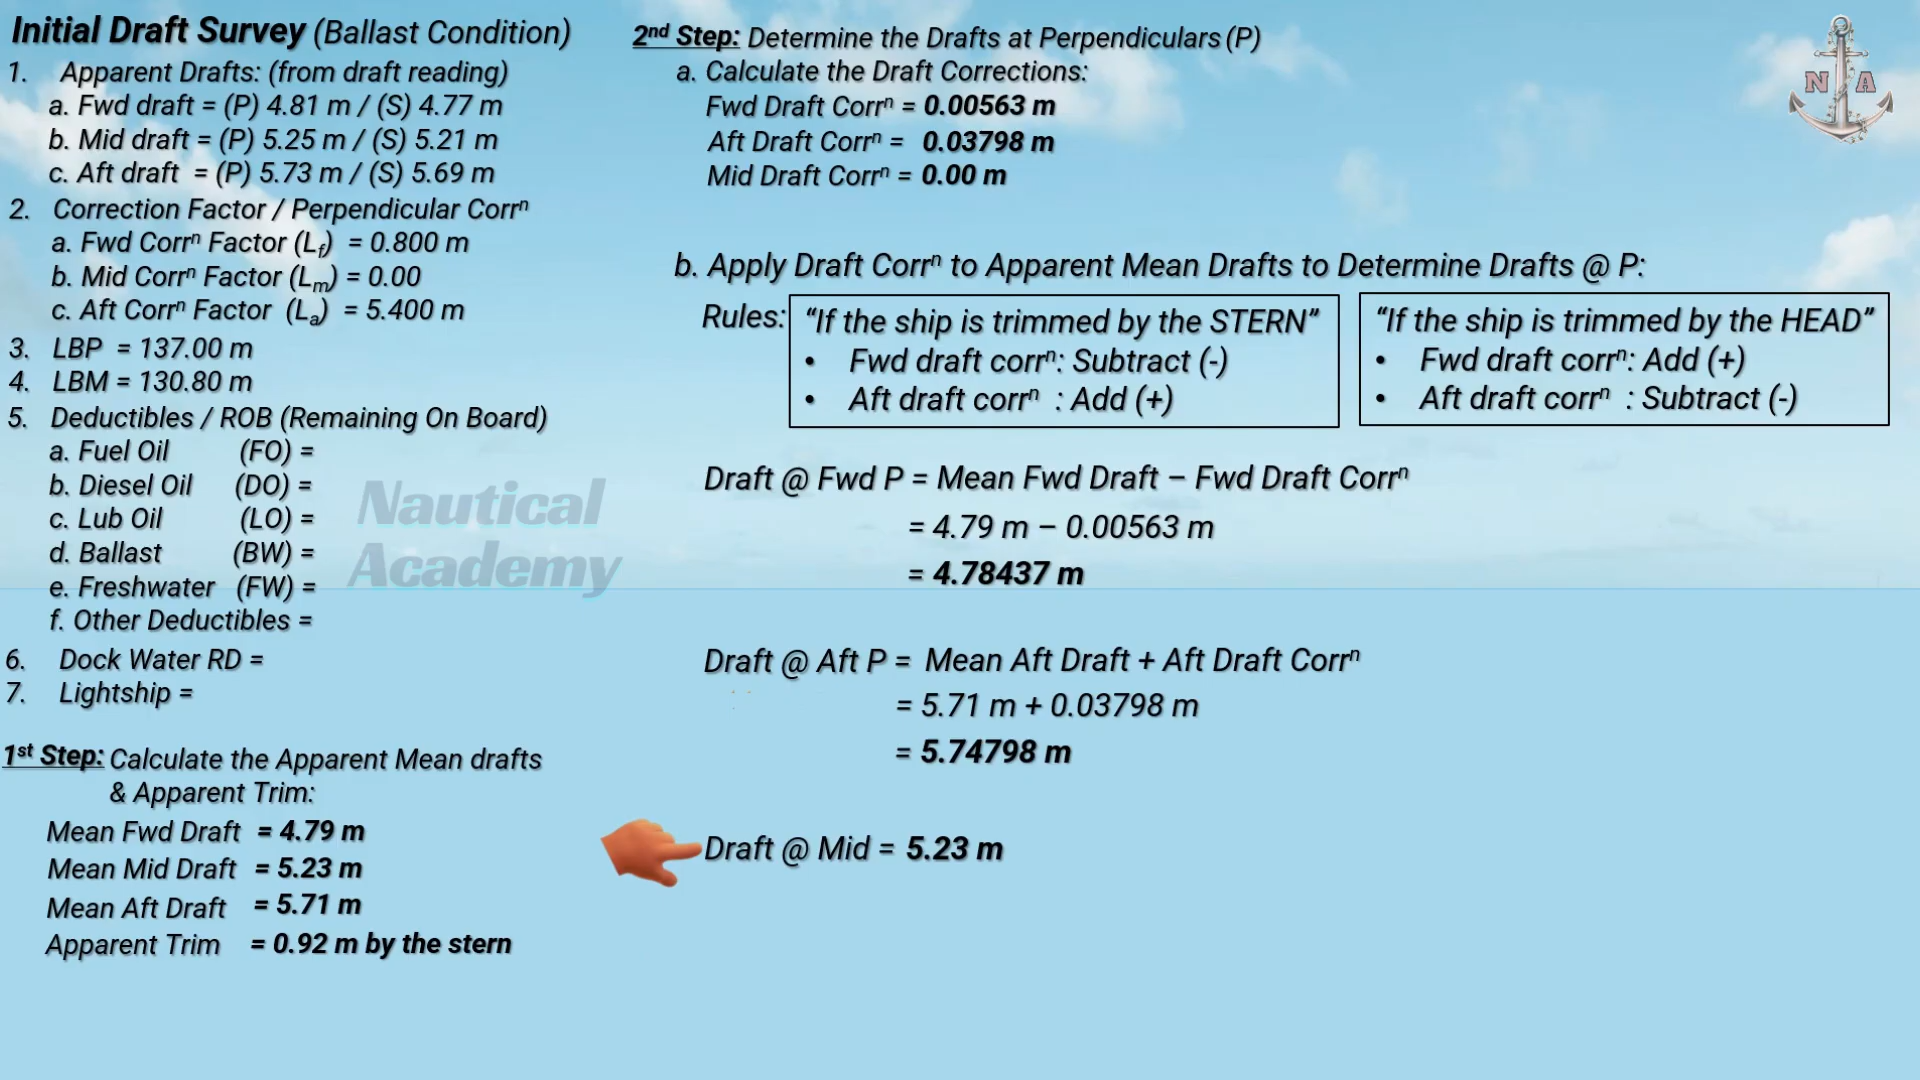 Initial Draft Survey (Ballast Condition)
1. Apparent Drafts: (from draft reading)
a. Fwd draft = (P) 4.81 m / (S) 4.77 m
b. Mid draft = (P) 5.25 m / (S) 5.21 m
c. Aft draft = (P) 5.73 m / (S) 5.69 m
2. Correction Factor / Perpendicular Corrⁿ
a. Fwd Corrⁿ Factor (Lf) = 0.800 m
b. Mid Corrⁿ Factor (Lm) = 0.00
c. Aft Corrⁿ Factor (La) = 5.400 m
3. LBP = 137.00 m
4. LBM = 130.80 m
5. Deductibles / ROB (Remaining On Board)
a. Fuel Oil (FO) =
b. Diesel Oil (DO) =
c. Lub Oil (LO) =
d. Ballast (BW) =
e. Freshwater (FW) =
f. Other Deductibles =
6. Dock Water RD =
7. Lightship =
Nautical
Academy
1st Step: Calculate the Apparent Mean drafts
& Apparent Trim:
Mean Fwd Draft = 4.79 m
Mean Mid Draft = 5.23 m
Mean Aft Draft = 5.71 m
Apparent Trim = 0.92 m by the stern
2nd Step: Determine the Drafts at Perpendiculars (P)
a. Calculate the Draft Corrections:
Fwd Draft Corrⁿ = 0.00563 m
Aft Draft Corrⁿ = 0.03798 m
Mid Draft Corrⁿ = 0.00 m
b. Apply Draft Corrⁿ to Apparent Mean Drafts to Determine Drafts @ P:
Rules:
“If the ship is trimmed by the STERN”
• Fwd draft corrⁿ: Subtract (-)
• Aft draft corrⁿ : Add (+)
“If the ship is trimmed by the HEAD”
• Fwd draft corrⁿ: Add (+)
• Aft draft corrⁿ : Subtract (-)
Draft @ Fwd P = Mean Fwd Draft – Fwd Draft Corrⁿ
= 4.79 m – 0.00563 m
= 4.78437 m
Draft @ Aft P = Mean Aft Draft + Aft Draft Corrⁿ
= 5.71 m + 0.03798 m
= 5.74798 m
Draft @ Mid = 5.23 m
N A